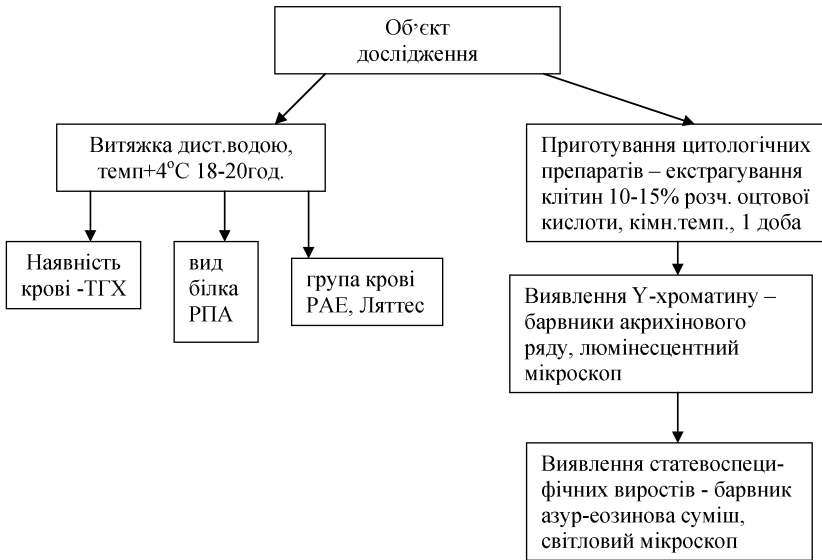 Об’єкт
дослідження
Витяжка дист.водою,
темп+4°С 18-20год.
Приготування цитологічних
препаратів – екстрагування
клітин 10-15% розч. оцтової
кислоти, кімн.темп., 1 доба
Наявність
крові -ТГХ
вид
білка
РПА
група крові
РАЕ, Ляттес
Виявлення Y-хроматину –
барвники акрихінового
ряду, люмінесцентний
мікроскоп
Виявлення статевоспеци-
фічних виростів - барвник
азур-еозинова суміш,
світловий мікроскоп